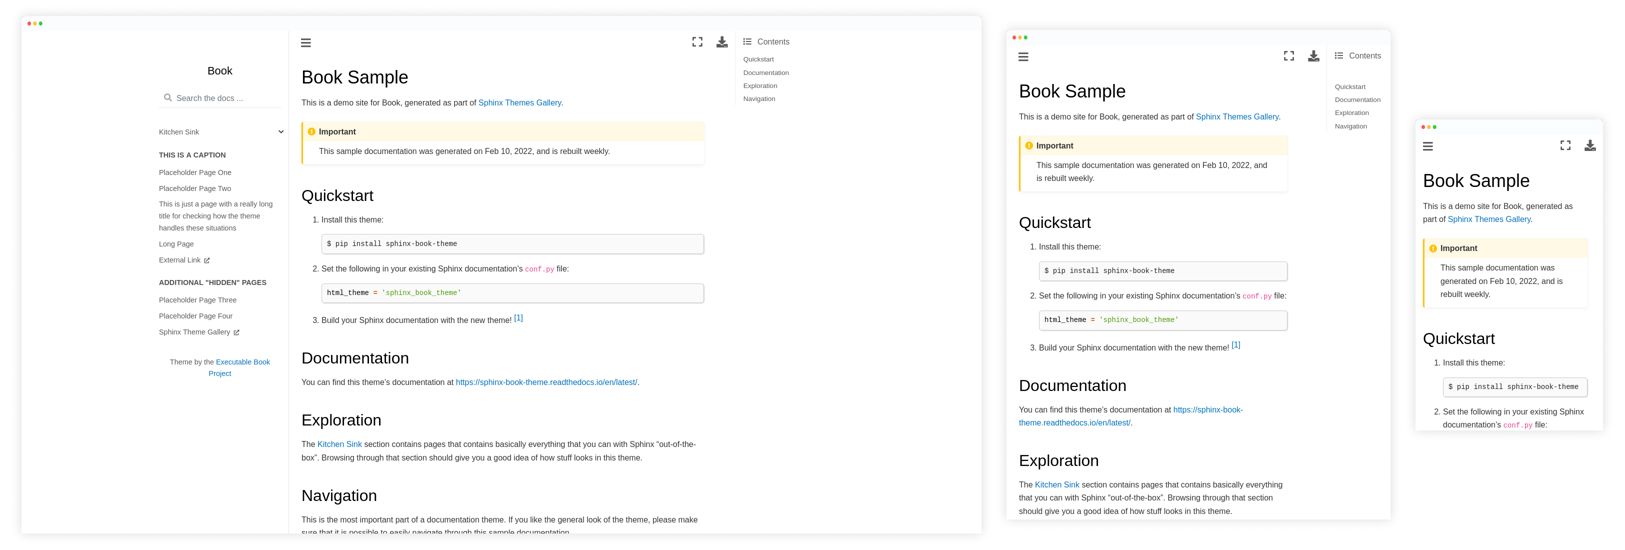 Book
Search the docs ...
Kitchen Sink
THIS IS A CAPTION
Placeholder Page One
Placeholder Page Two
This is just a page with a really long
title for checking how the theme
handles these situations
Long Page
External Link
ADDITIONAL "HIDDEN" PAGES
Placeholder Page Three
Placeholder Page Four
Sphinx Theme Gallery
Theme by the Executable Book
Project
Book Sample
This is a demo site for Book, generated as part of Sphinx Themes Gallery.
Important
This sample documentation was generated on Feb 10, 2022, and is rebuilt weekly.
Quickstart
1. Install this theme:
$ pip install sphinx-book-theme
2. Set the following in your existing Sphinx documentation’s conf.py file:
html_theme = 'sphinx_book_theme'
3. Build your Sphinx documentation with the new theme! [1]
Documentation
You can find this theme’s documentation at https://sphinx-book-theme.readthedocs.io/en/latest/.
Exploration
The Kitchen Sink section contains pages that contains basically everything that you can with Sphinx “out-of-the-
box”. Browsing through that section should give you a good idea of how stuff looks in this theme.
Navigation
This is the most important part of a documentation theme. If you like the general look of the theme, please make
sure that it is possible to easily navigate through this sample documentation
Contents
Quickstart
Documentation
Exploration
Navigation
Book Sample
This is a demo site for Book, generated as part of Sphinx Themes Gallery.
Important
This sample documentation was generated on Feb 10, 2022, and
is rebuilt weekly.
Quickstart
1. Install this theme:
$ pip install sphinx-book-theme
2. Set the following in your existing Sphinx documentation’s conf.py file:
html_theme = 'sphinx_book_theme'
3. Build your Sphinx documentation with the new theme! [1]
Documentation
You can find this theme’s documentation at https://sphinx-book-
theme.readthedocs.io/en/latest/.
Exploration
The Kitchen Sink section contains pages that contains basically everything
that you can with Sphinx “out-of-the-box”. Browsing through that section
should give you a good idea of how stuff looks in this theme.
Contents
Quickstart
Documentation
Exploration
Navigation
Book Sample
This is a demo site for Book, generated as
part of Sphinx Themes Gallery.
Important
This sample documentation was
generated on Feb 10, 2022, and is
rebuilt weekly.
Quickstart
1. Install this theme:
$ pip install sphinx-book-theme
2. Set the following in your existing Sphinx
documentation’s conf.py file: